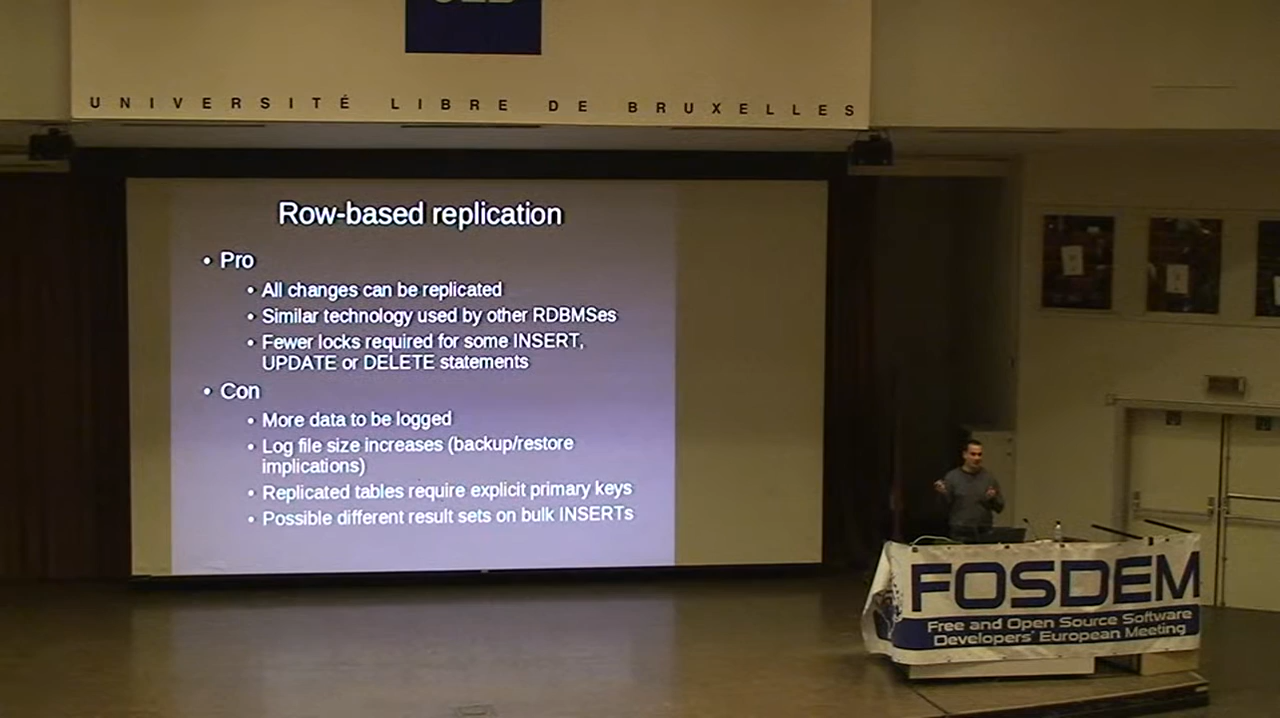 UNIVERSITÉ LIBRE DE BRUXELLES
Row-based replication
• Pro
• All changes can be replicated
• Similar technology used by other RDBMSes
• Fewer locks required for some INSERT,
UPDATE or DELETE statements
• Con
• More data to be logged
• Log file size increases (backup/restore
implications)
• Replicated tables require explicit primary keys
• Possible different result sets on bulk INSERTs
FOSDEM
Free and Open Source Software
Developers' European Meeting